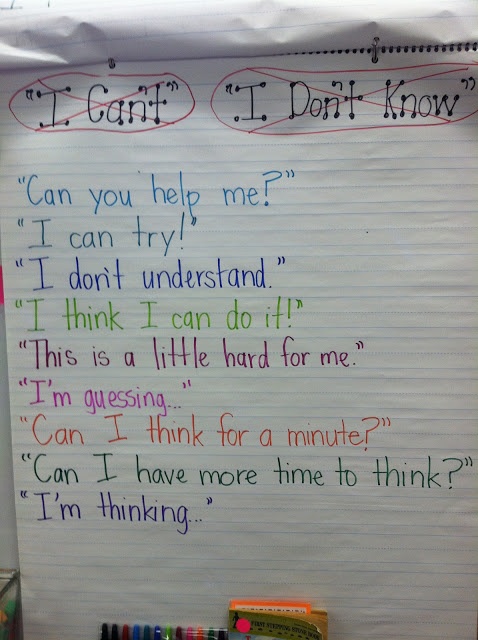 "I Can't" "I Don't Know"
"Can you help me?"
"I can try!"
"I don't understand."
"I think I can do it!"
"This is a little hard for me."
"I'm guessing..."
"Can I think for a minute?"
"Can I have more time to think?"
"I'm thinking..."